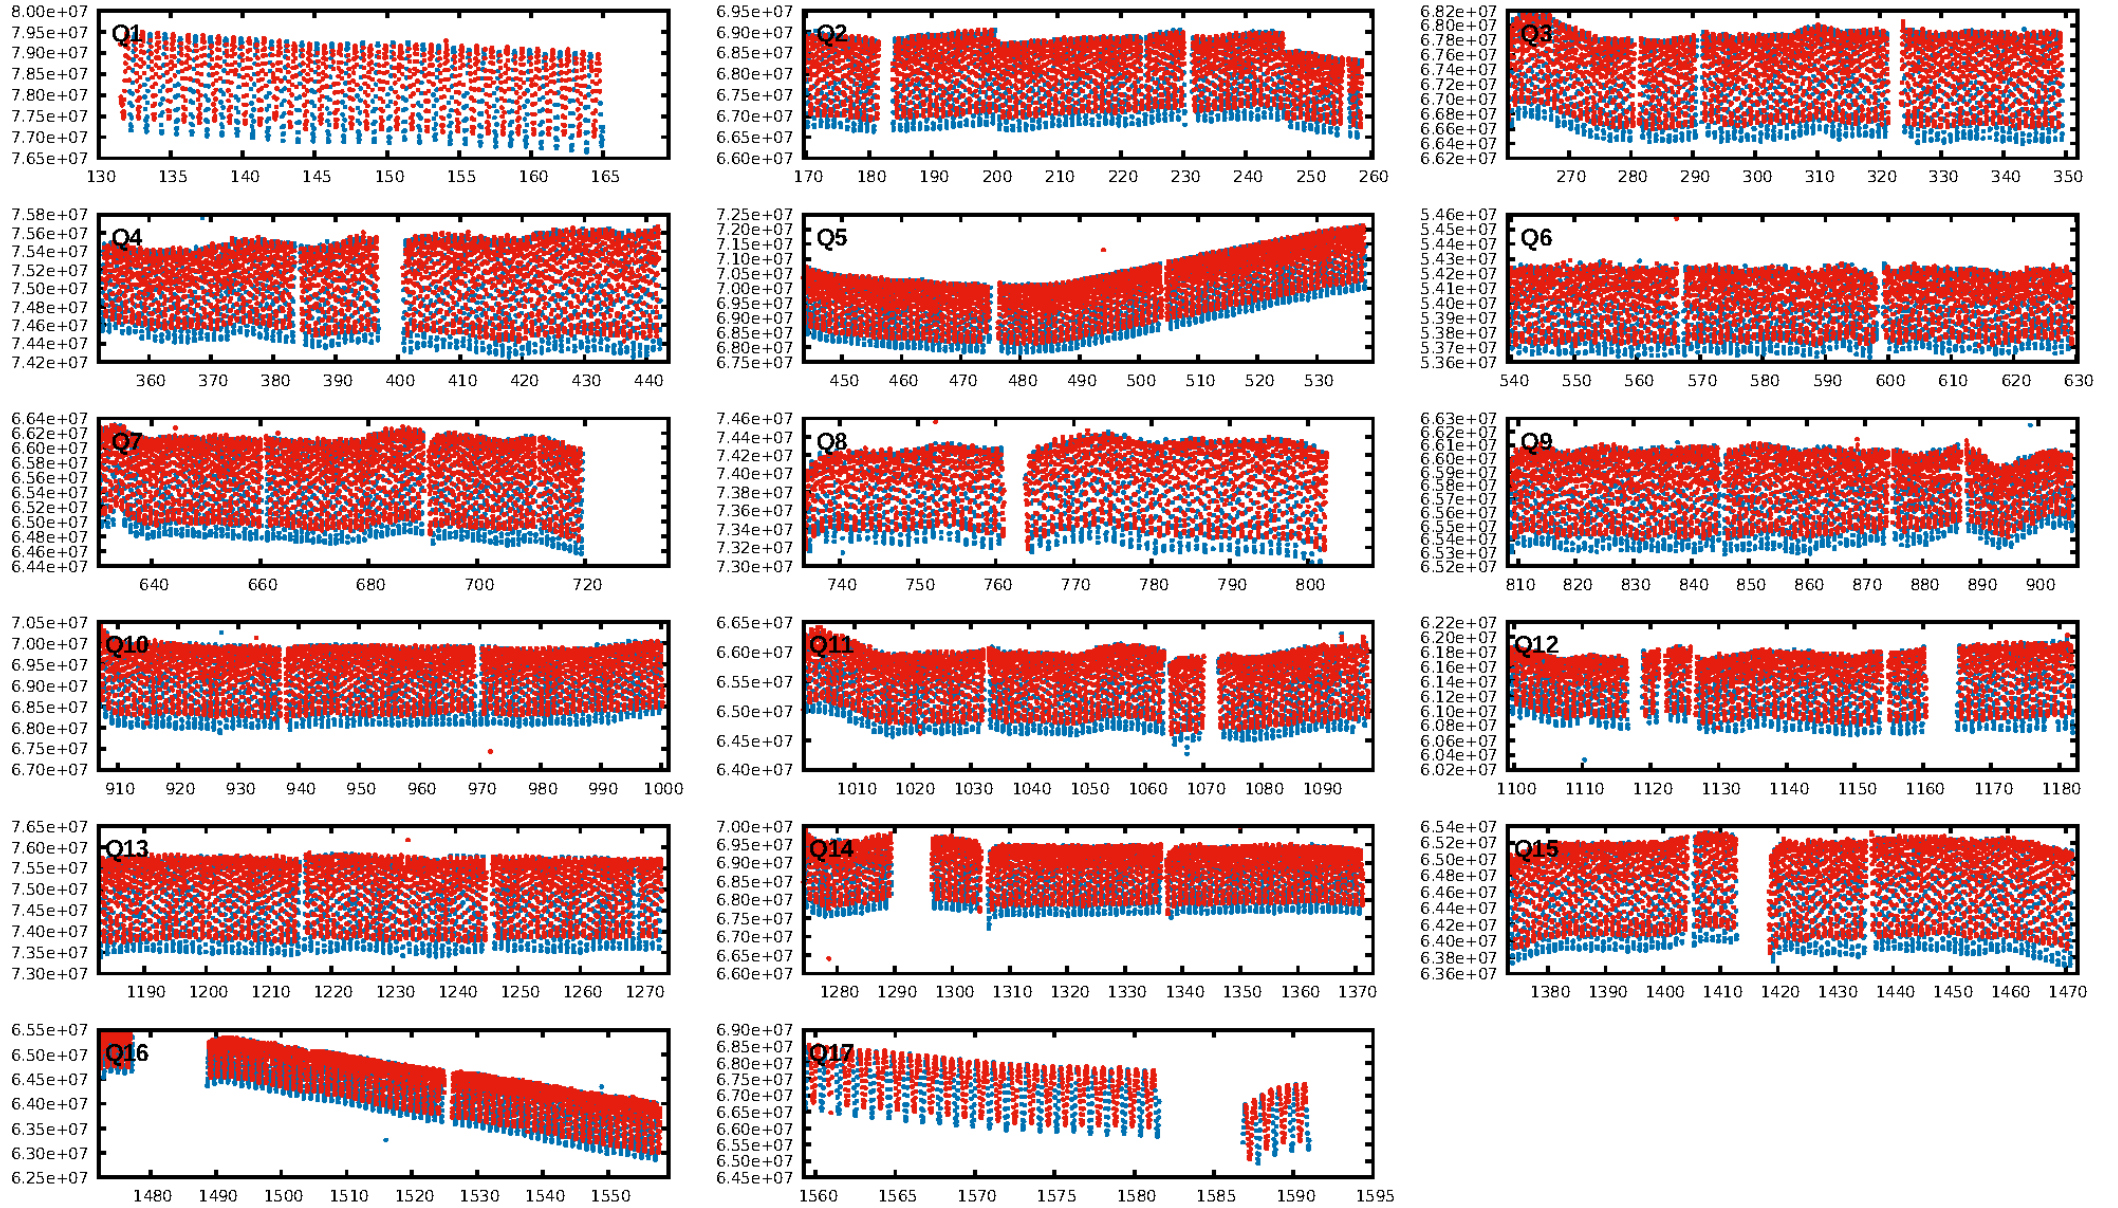 8.00e+07
7.95e+07
7.90e+07
7.85e+07
7.80e+07
7.75e+07
7.70e+07
7.65e+07
Q1
130 135 140 145 150 155 160 165
6.95e+07
6.90e+07
6.85e+07
6.80e+07
6.75e+07
6.70e+07
6.65e+07
6.60e+07
Q2
170 180 190 200 210 220 230 240 250 260
6.82e+07
6.80e+07
6.78e+07
6.76e+07
6.74e+07
6.72e+07
6.70e+07
6.68e+07
6.66e+07
6.64e+07
6.62e+07
Q3
270 280 290 300 310 320 330 340 350
7.58e+07
7.56e+07
7.54e+07
7.52e+07
7.50e+07
7.48e+07
7.46e+07
7.44e+07
7.42e+07
Q4
360 370 380 390 400 410 420 430 440
7.25e+07
7.20e+07
7.15e+07
7.10e+07
7.05e+07
7.00e+07
6.95e+07
6.90e+07
6.85e+07
6.80e+07
6.75e+07
Q5
450 460 470 480 490 500 510 520 530
5.46e+07
5.45e+07
5.44e+07
5.43e+07
5.42e+07
5.41e+07
5.40e+07
5.39e+07
5.38e+07
5.37e+07
5.36e+07
Q6
540 550 560 570 580 590 600 610 620 630
6.64e+07
6.62e+07
6.60e+07
6.58e+07
6.56e+07
6.54e+07
6.52e+07
6.50e+07
6.48e+07
6.46e+07
6.44e+07
Q7
640 660 680 700 720
7.46e+07
7.44e+07
7.42e+07
7.40e+07
7.38e+07
7.36e+07
7.34e+07
7.32e+07
7.30e+07
Q8
740 750 760 770 780 790 800
6.63e+07
6.62e+07
6.61e+07
6.60e+07
6.59e+07
6.58e+07
6.57e+07
6.56e+07
6.55e+07
6.54e+07
6.53e+07
6.52e+07
Q9
810 820 830 840 850 860 870 880 890 900
7.05e+07
7.00e+07
6.95e+07
6.90e+07
6.85e+07
6.80e+07
6.75e+07
6.70e+07
Q10
910 920 930 940 950 960 970 980 990 1000
6.65e+07
6.60e+07
6.55e+07
6.50e+07
6.45e+07
6.40e+07
Q11
1010 1020 1030 1040 1050 1060 1070 1080 1090
6.22e+07
6.20e+07
6.18e+07
6.16e+07
6.14e+07
6.12e+07
6.10e+07
6.08e+07
6.06e+07
6.04e+07
6.02e+07
Q12
1100 1110 1120 1130 1140 1150 1160 1170 1180
7.65e+07
7.60e+07
7.55e+07
7.50e+07
7.45e+07
7.40e+07
7.35e+07
7.30e+07
Q13
1190 1200 1210 1220 1230 1240 1250 1260 1270
7.00e+07
6.95e+07
6.90e+07
6.85e+07
6.80e+07
6.75e+07
6.70e+07
6.65e+07
6.60e+07
Q14
1280 1290 1300 1310 1320 1330 1340 1350 1360 1370
6.54e+07
6.52e+07
6.50e+07
6.48e+07
6.46e+07
6.44e+07
6.42e+07
6.40e+07
6.38e+07
6.36e+07
Q15
1380 1390 1400 1410 1420 1430 1440 1450 1460 1470
6.55e+07
6.50e+07
6.45e+07
6.40e+07
6.35e+07
6.30e+07
6.25e+07
Q16
1480 1490 1500 1510 1520 1530 1540 1550
6.90e+07
6.85e+07
6.80e+07
6.75e+07
6.70e+07
6.65e+07
6.60e+07
6.55e+07
6.50e+07
6.45e+07
Q17
1560 1565 1570 1575 1580 1585 1590 1595